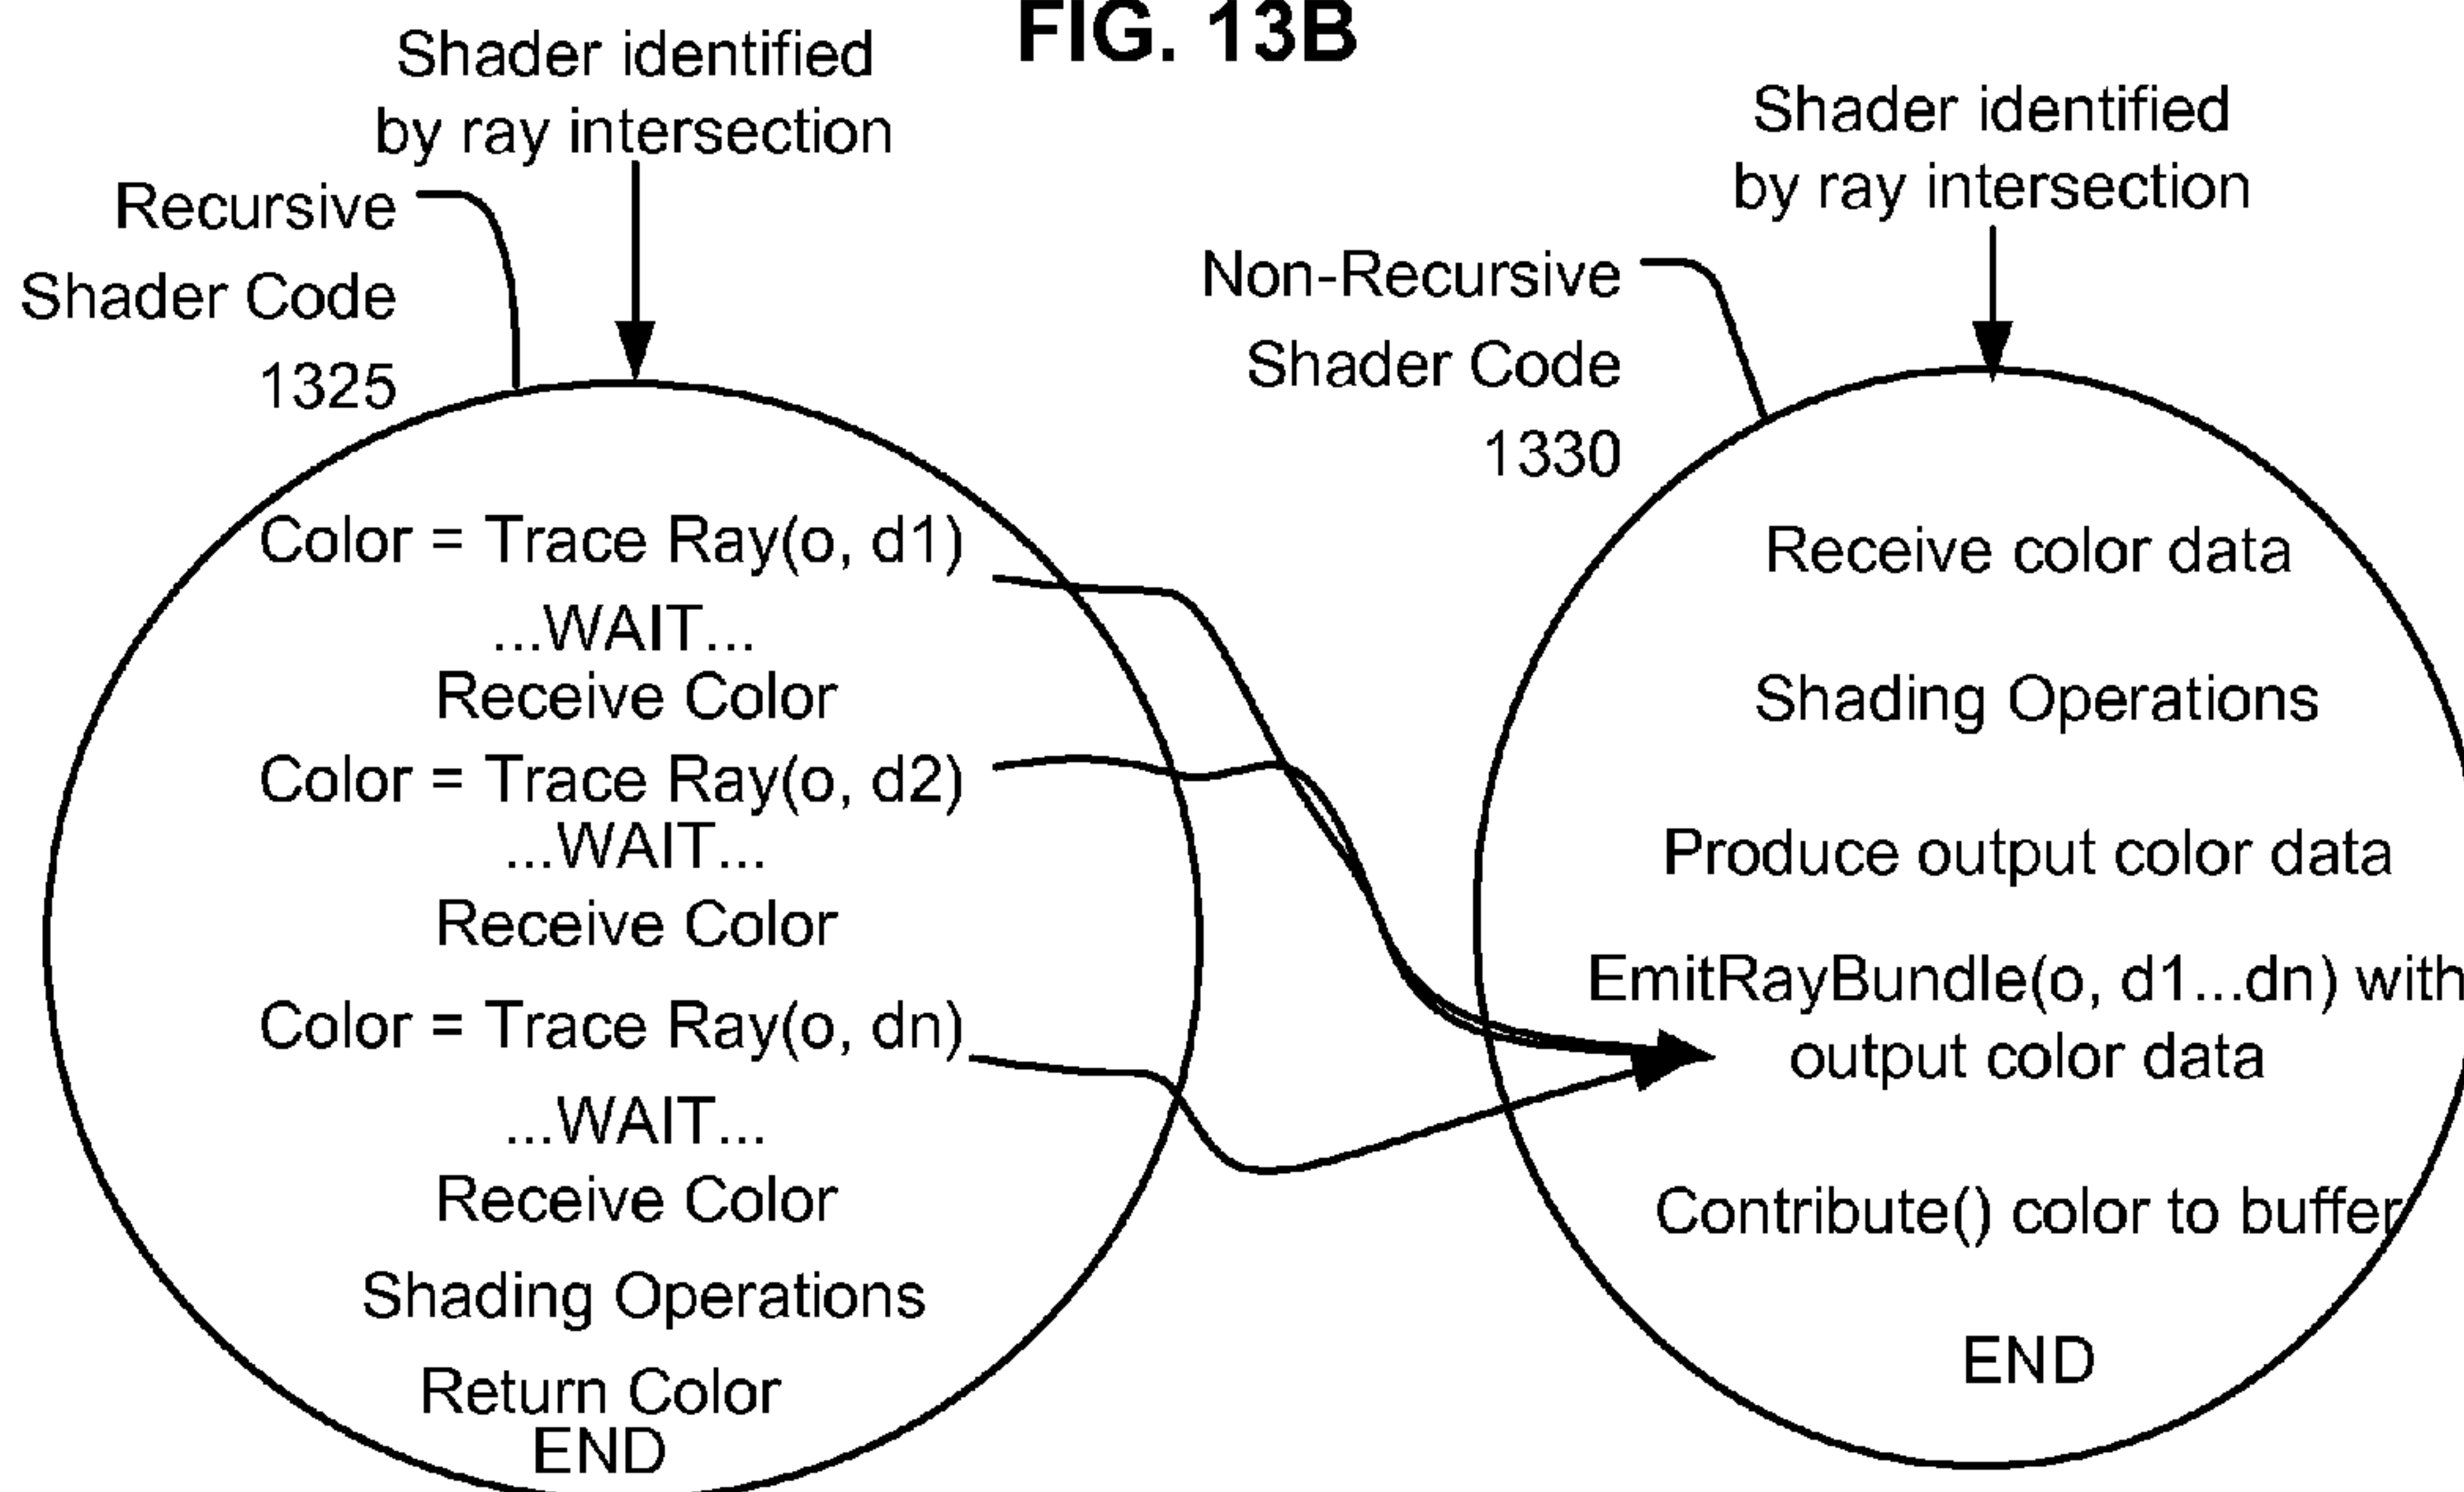 FIG. 13B
Shader identified
by ray intersection
Recursive
Shader Code
1325
Color = Trace Ray(o, d1)
...WAIT...
Receive Color
Color = Trace Ray(o, d2)
...WAIT...
Receive Color
Color = Trace Ray(o, dn)
...WAIT...
Receive Color
Shading Operations
Return Color
END
Shader identified
by ray intersection
Non-Recursive
Shader Code
1330
Receive color data
Shading Operations
Produce output color data
EmitRayBundle(o, d1...dn) with
output color data
Contribute() color to buffer
END